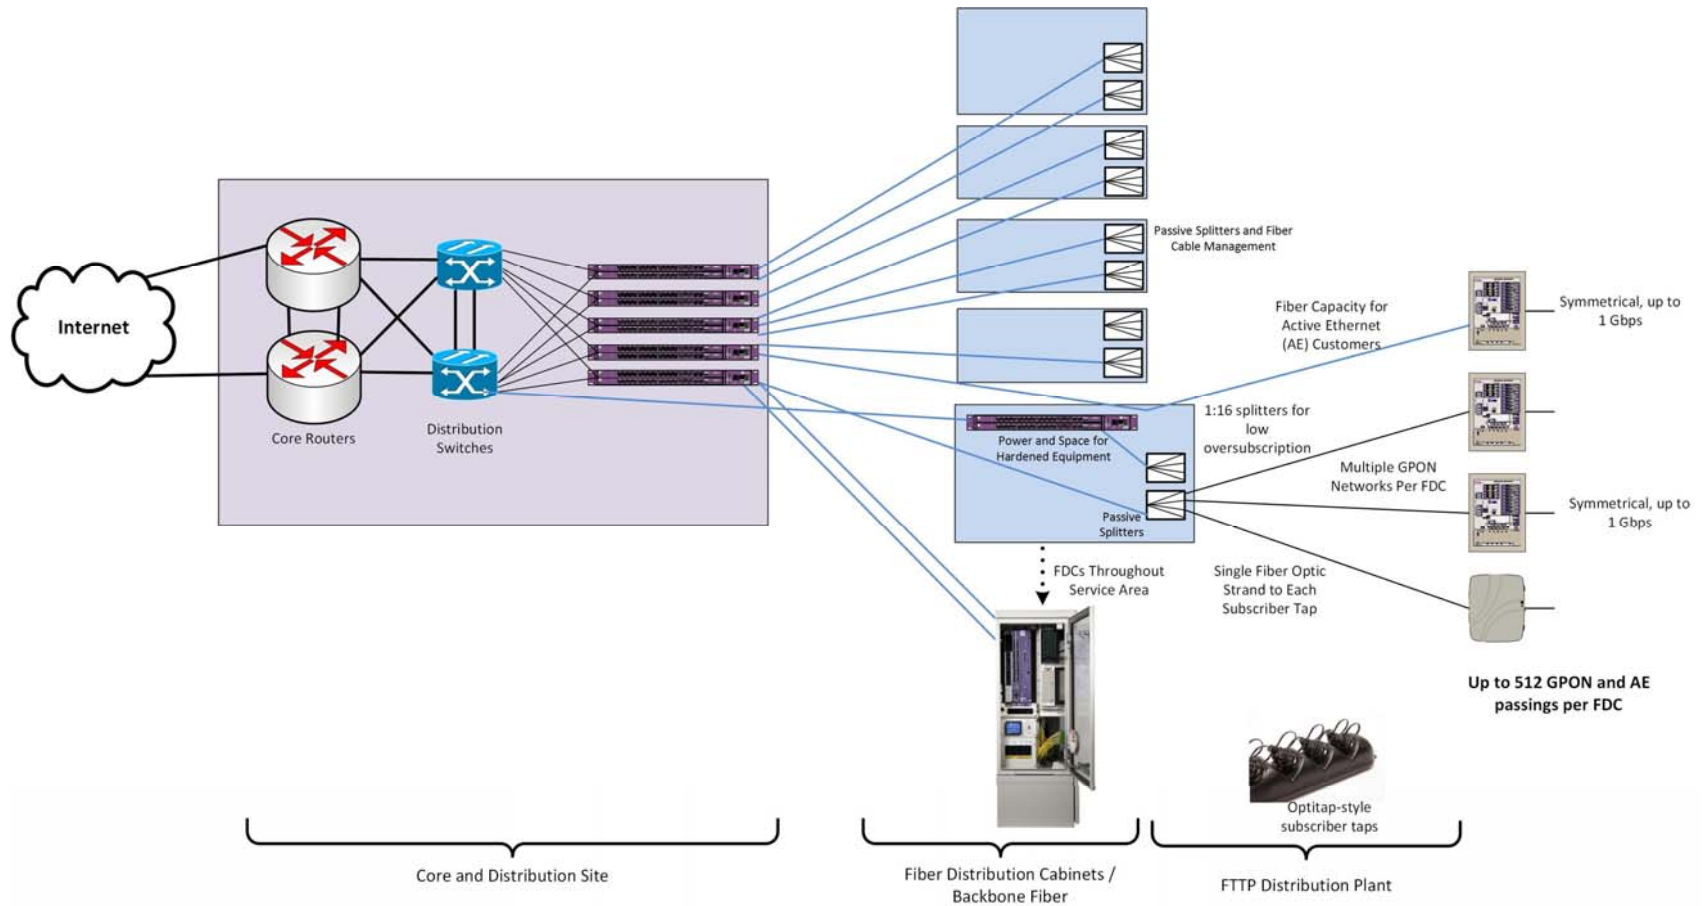 Internet
Core Routers
Distribution
Switches
Passive Splitters and Fiber
Cable Management
Fiber Capacity for
Active Ethernet
(AE) Customers
Symmetrical, up to
1 Gbps
1:16 splitters for
low
oversubscription
Power and Space for
Hardened Equipment
Multiple GPON
Networks Per FDC
Symmetrical, up to
1 Gbps
Passive
Splitters
FDCs Throughout
Service Area
Single Fiber Optic
Strand to Each
Subscriber Tap
Up to 512 GPON and AE
passings per FDC
Optitap-style
subscriber taps
Core and Distribution Site
Fiber Distribution Cabinets /
Backbone Fiber
FTTP Distribution Plant